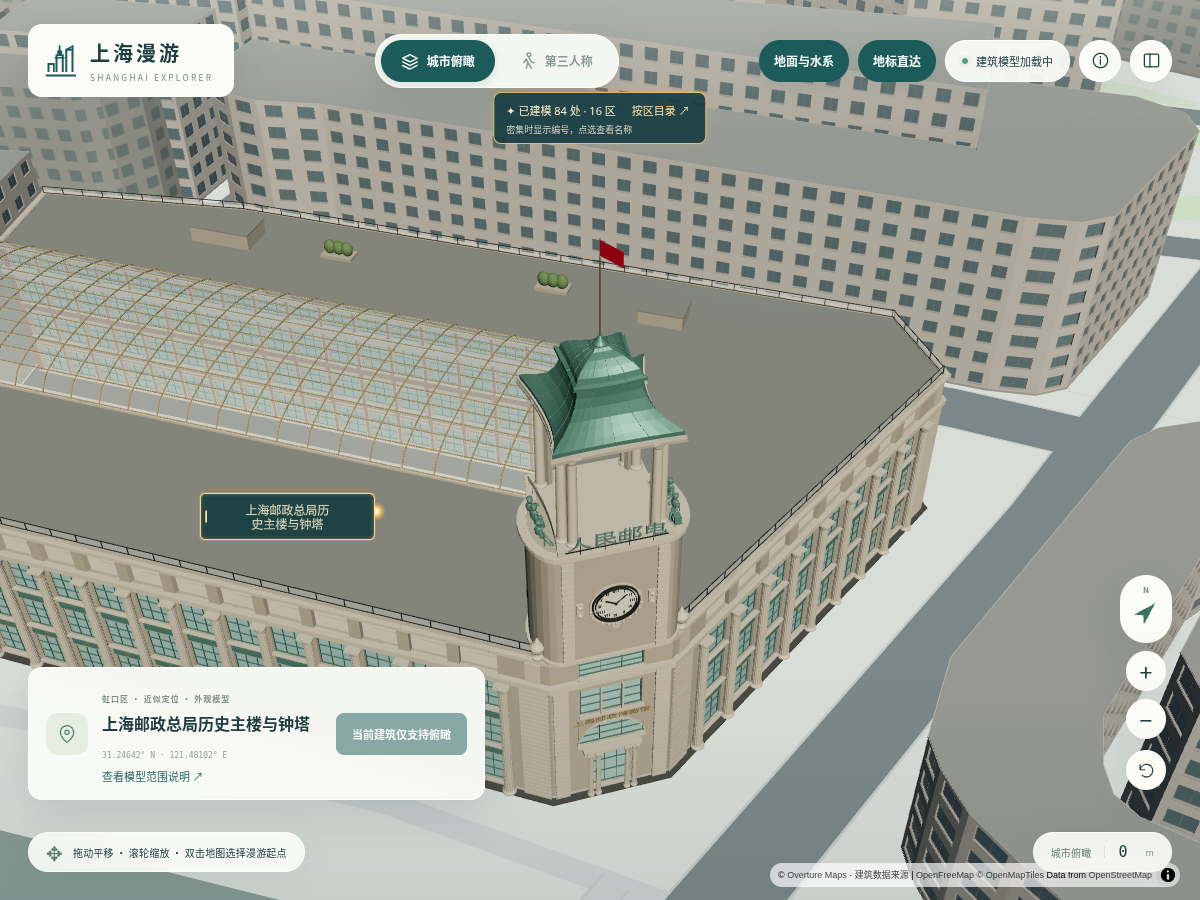 上海漫游
SHANGHAI EXPLORER
城市俯瞰
第三人称
地面与水系
地标直达
建筑模型加载中
✦ 已建模 84 处 · 16 区 按区目录 ↗
密集时显示编号，点选查看名称
上海邮政总局历
史主楼与钟塔
人民邮电
虹口区 · 近似定位 · 外观模型
上海邮政总局历史主楼与钟塔
31.24642° N · 121.48102° E
查看模型范围说明 ↗
当前建筑仅支持俯瞰
N
+
−
拖动平移 · 滚轮缩放 · 双击地图选择漫游起点
城市俯瞰 0 m
© Overture Maps · 建筑数据来源 | OpenFreeMap © OpenMapTiles Data from OpenStreetMap